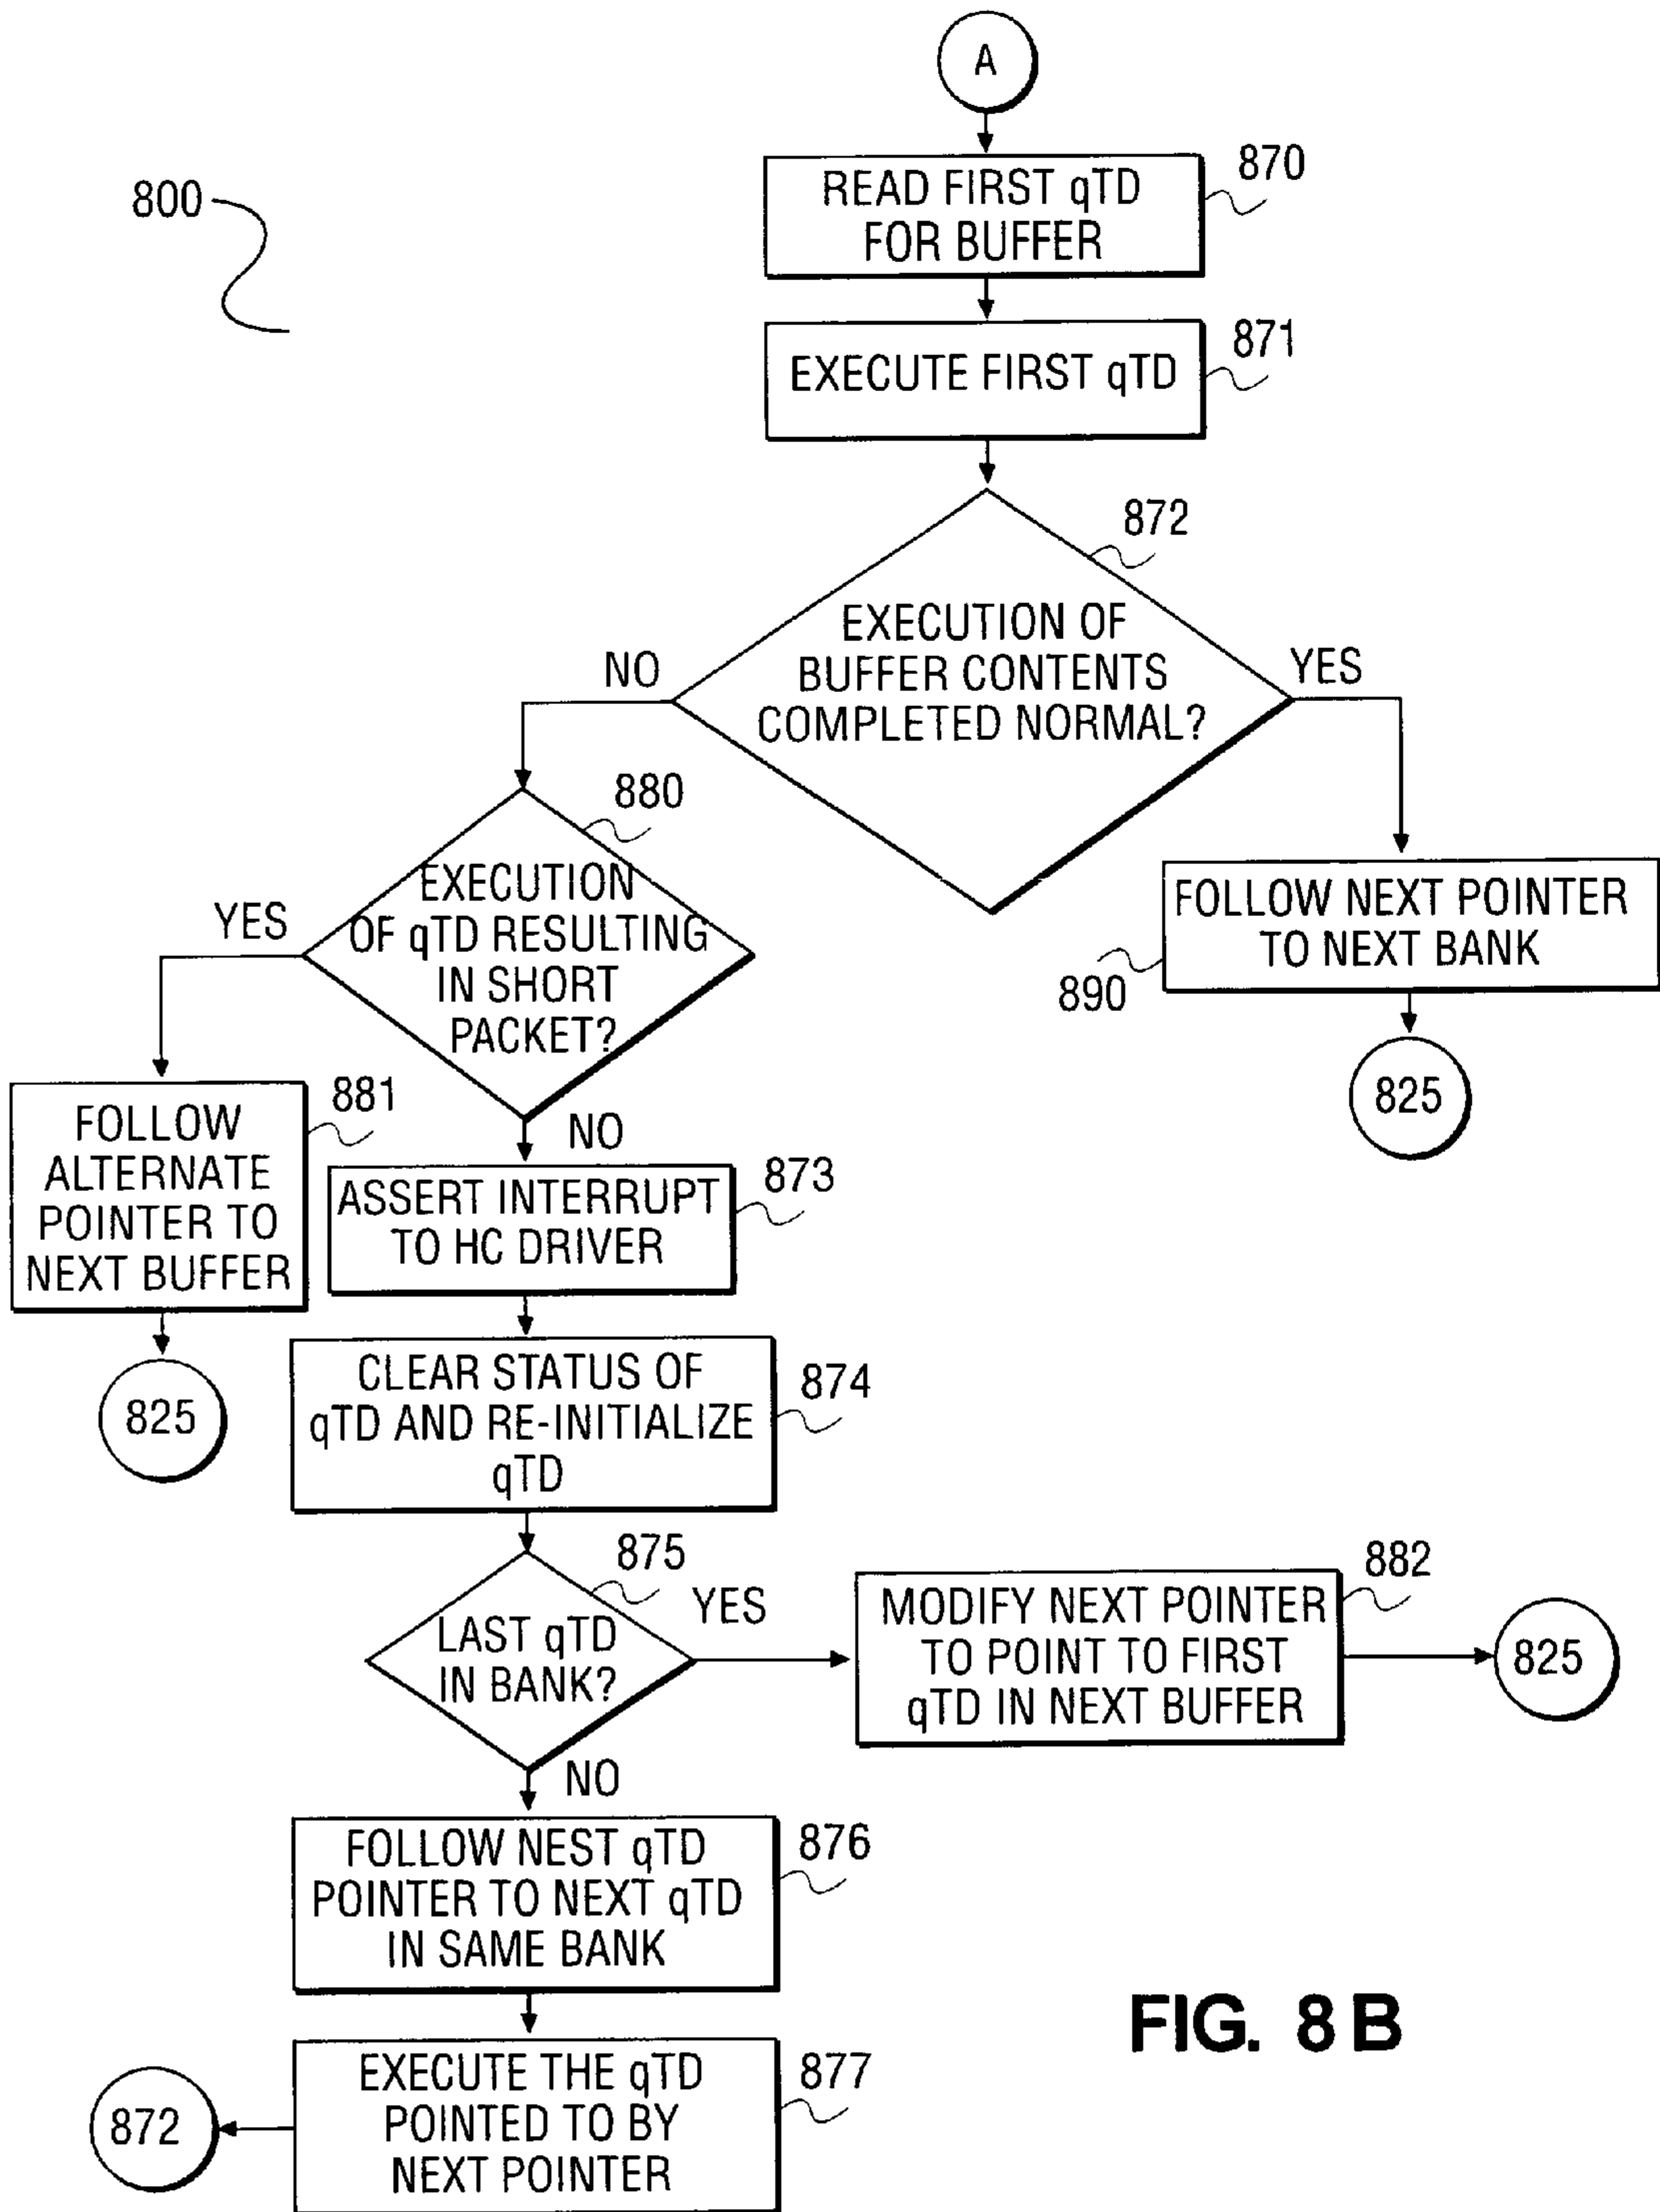 A
800
READ FIRST qTD
FOR BUFFER
870
EXECUTE FIRST qTD
871
872
EXECUTION OF
BUFFER CONTENTS
COMPLETED NORMAL?
NO
YES
880
EXECUTION
OF qTD RESULTING
IN SHORT
PACKET?
YES
NO
FOLLOW NEXT POINTER
TO NEXT BANK
890
825
FOLLOW
ALTERNATE
POINTER TO
NEXT BUFFER
881
825
ASSERT INTERRUPT
TO HC DRIVER
873
CLEAR STATUS OF
qTD AND RE-INITIALIZE
qTD
874
875
LAST qTD
IN BANK?
YES
NO
MODIFY NEXT POINTER
TO POINT TO FIRST
qTD IN NEXT BUFFER
882
825
FOLLOW NEST qTD
POINTER TO NEXT qTD
IN SAME BANK
876
EXECUTE THE qTD
POINTED TO BY
NEXT POINTER
877
872
FIG. 8B